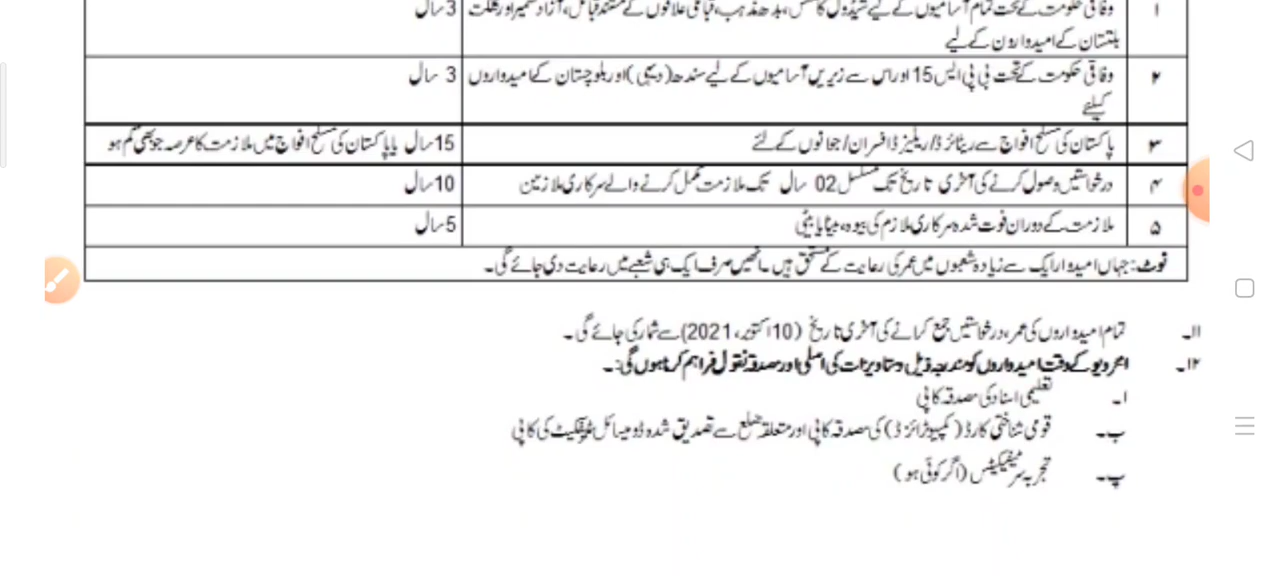 ۱ وفاقی حکومت کے تحت تمام آسامیوں کے لیے شیڈول کاسٹس، بدھ مذہب، قبائلی علاقوں کے مستند قبائل، آزاد کشمیر اور گلگت 3 سال
بلتستان کے امیدوارون کے لیے
۲ وفاقی حکومت کے تحت بی پی ایس 15 اور اس سے زیریں آسامیوں کے لیے سندھ (دیہی) اور بلوچستان کے امیدواروں 3 سال
کیلئے
۳ پاکستان کی مسلح افواج سے ریٹائرڈ/ریلیزڈ افسران/جوانوں کے لئے 15 سال یا پاکستان کی مسلح افواج میں ملازمت کا عرصہ جو بھی کم ہو
۴ درخواستیں وصول کرنے کی آخری تاریخ تک مسلسل 02 سال تک ملازمت مکمل کرنے والے سرکاری ملازمین 10 سال
۵ ملازمت کے دوران فوت شدہ سرکاری ملازم کی بیوہ، بیٹا یا بیٹی 5 سال
نوٹ: جہاں امیدوار ایک سے زیادہ شعبوں میں عمر کی رعایت کے مستحق ہیں۔ انھیں صرف ایک ہی شعبے میں رعایت دی جائے گی۔
۱۱۔ تمام امیدواروں کی عمر، درخواستیں جمع کرانے کی آخری تاریخ (10 اکتوبر، 2021) سے شمار کی جائے گی۔
۱۲۔ انٹرویو کے وقت امیدواروں کو مندرجہ ذیل دستاویزات کی اصلی اور مصدقہ نقول فراہم کرنا ہوں گی:۔
ا۔ تعلیمی اسناد کی مصدقہ کاپی
ب۔ قومی شناختی کارڈ (کمپیوٹرائزڈ) کی مصدقہ کاپی اور متعلقہ ضلع سے تصدیق شدہ ڈومیسائل سرٹیفکیٹ کی کاپی
پ۔ تجربہ سرٹیفیکیٹس (اگر کوئی ہو)